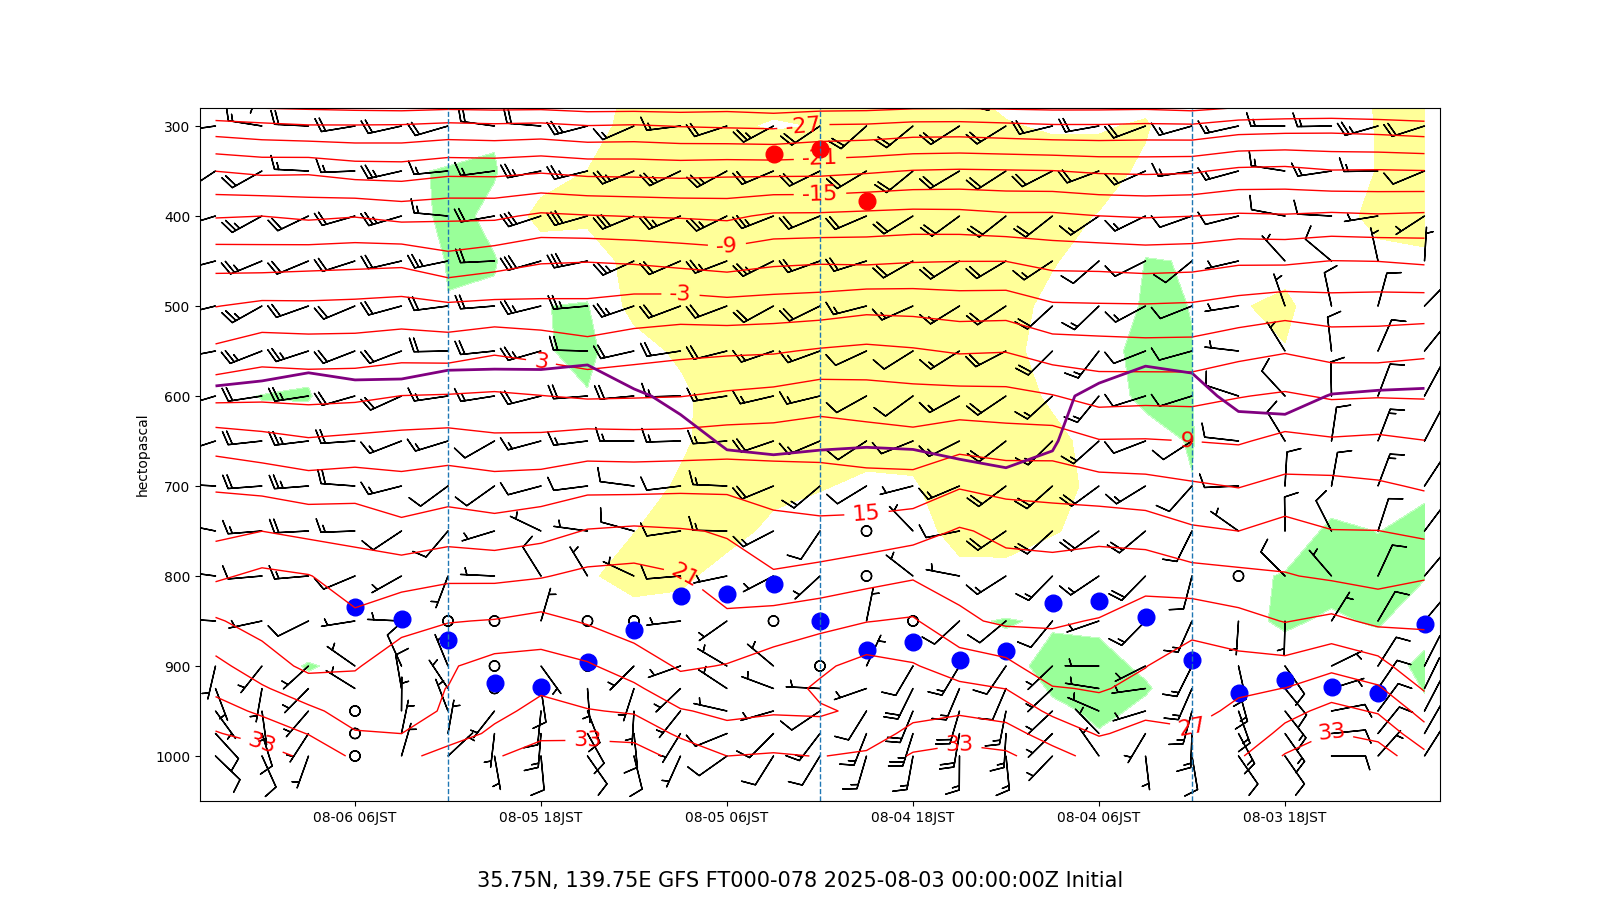 300
400
500
600
700
800
900
1000
hectopascal
-27
-21
-15
-9
-3
3
9
15
21
27
33
33
33
33
08-06 06JST
08-05 18JST
08-05 06JST
08-04 18JST
08-04 06JST
08-03 18JST
35.75N, 139.75E GFS FT000-078 2025-08-03 00:00:00Z Initial